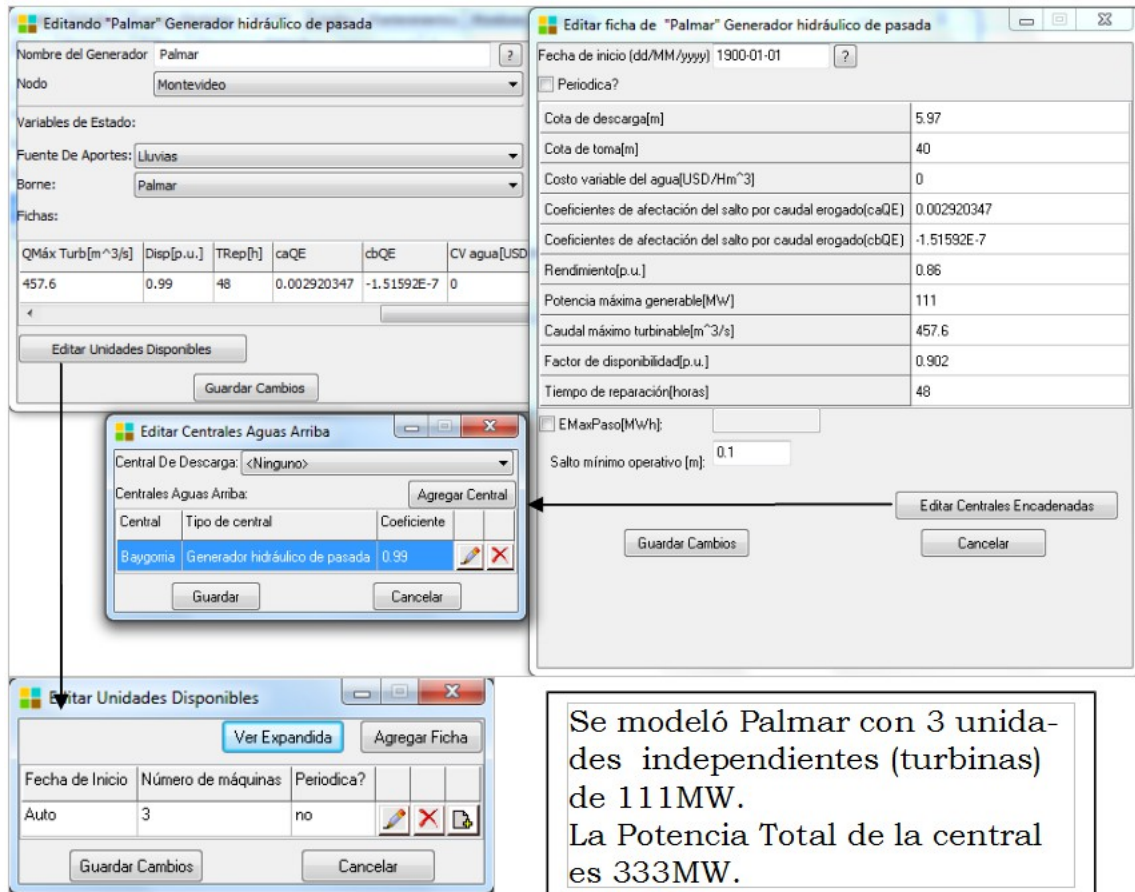 Editando "Palmar" Generador hidráulico de pasada
Nombre del Generador Palmar ?
Nodo Montevideo
Variables de Estado:
Fuente De Aportes: Lluvias
Borne: Palmar
Fichas:
QMáx Turb[m^3/s] Disp[p.u.] TRep[h] caQE cbQE CV agua[USD
457.6 0.99 48 0.002920347 -1.51592E-7 0
Editar Unidades Disponibles
Guardar Cambios
Editar ficha de "Palmar" Generador hidráulico de pasada
Fecha de inicio (dd/MM/yyyy) 1900-01-01 ?
Periodica?
Cota de descarga[m] 5.97
Cota de toma[m] 40
Costo variable del agua[USD/Hm^3] 0
Coeficientes de afectación del salto por caudal erogado(caQE) 0.002920347
Coeficientes de afectación del salto por caudal erogado(cbQE) -1.51592E-7
Rendimiento[p.u.] 0.86
Potencia máxima generable[MW] 111
Caudal máximo turbinable[m^3/s] 457.6
Factor de disponibilidad[p.u.] 0.902
Tiempo de reparación[horas] 48
EMaxPaso[MWh]:
Salto mínimo operativo [m]: 0.1
Editar Centrales Encadenadas
Guardar Cambios Cancelar
Editar Centrales Aguas Arriba
Central De Descarga: <Ninguno>
Centrales Aguas Arriba: Agregar Central
Central Tipo de central Coeficiente
Baygorria Generador hidráulico de pasada 0.99
Guardar Cancelar
Editar Unidades Disponibles
Ver Expandida Agregar Ficha
Fecha de Inicio Número de máquinas Periodica?
Auto 3 no
Guardar Cambios Cancelar
Se modeló Palmar con 3 unida-
des independientes (turbinas)
de 111MW.
La Potencia Total de la central
es 333MW.